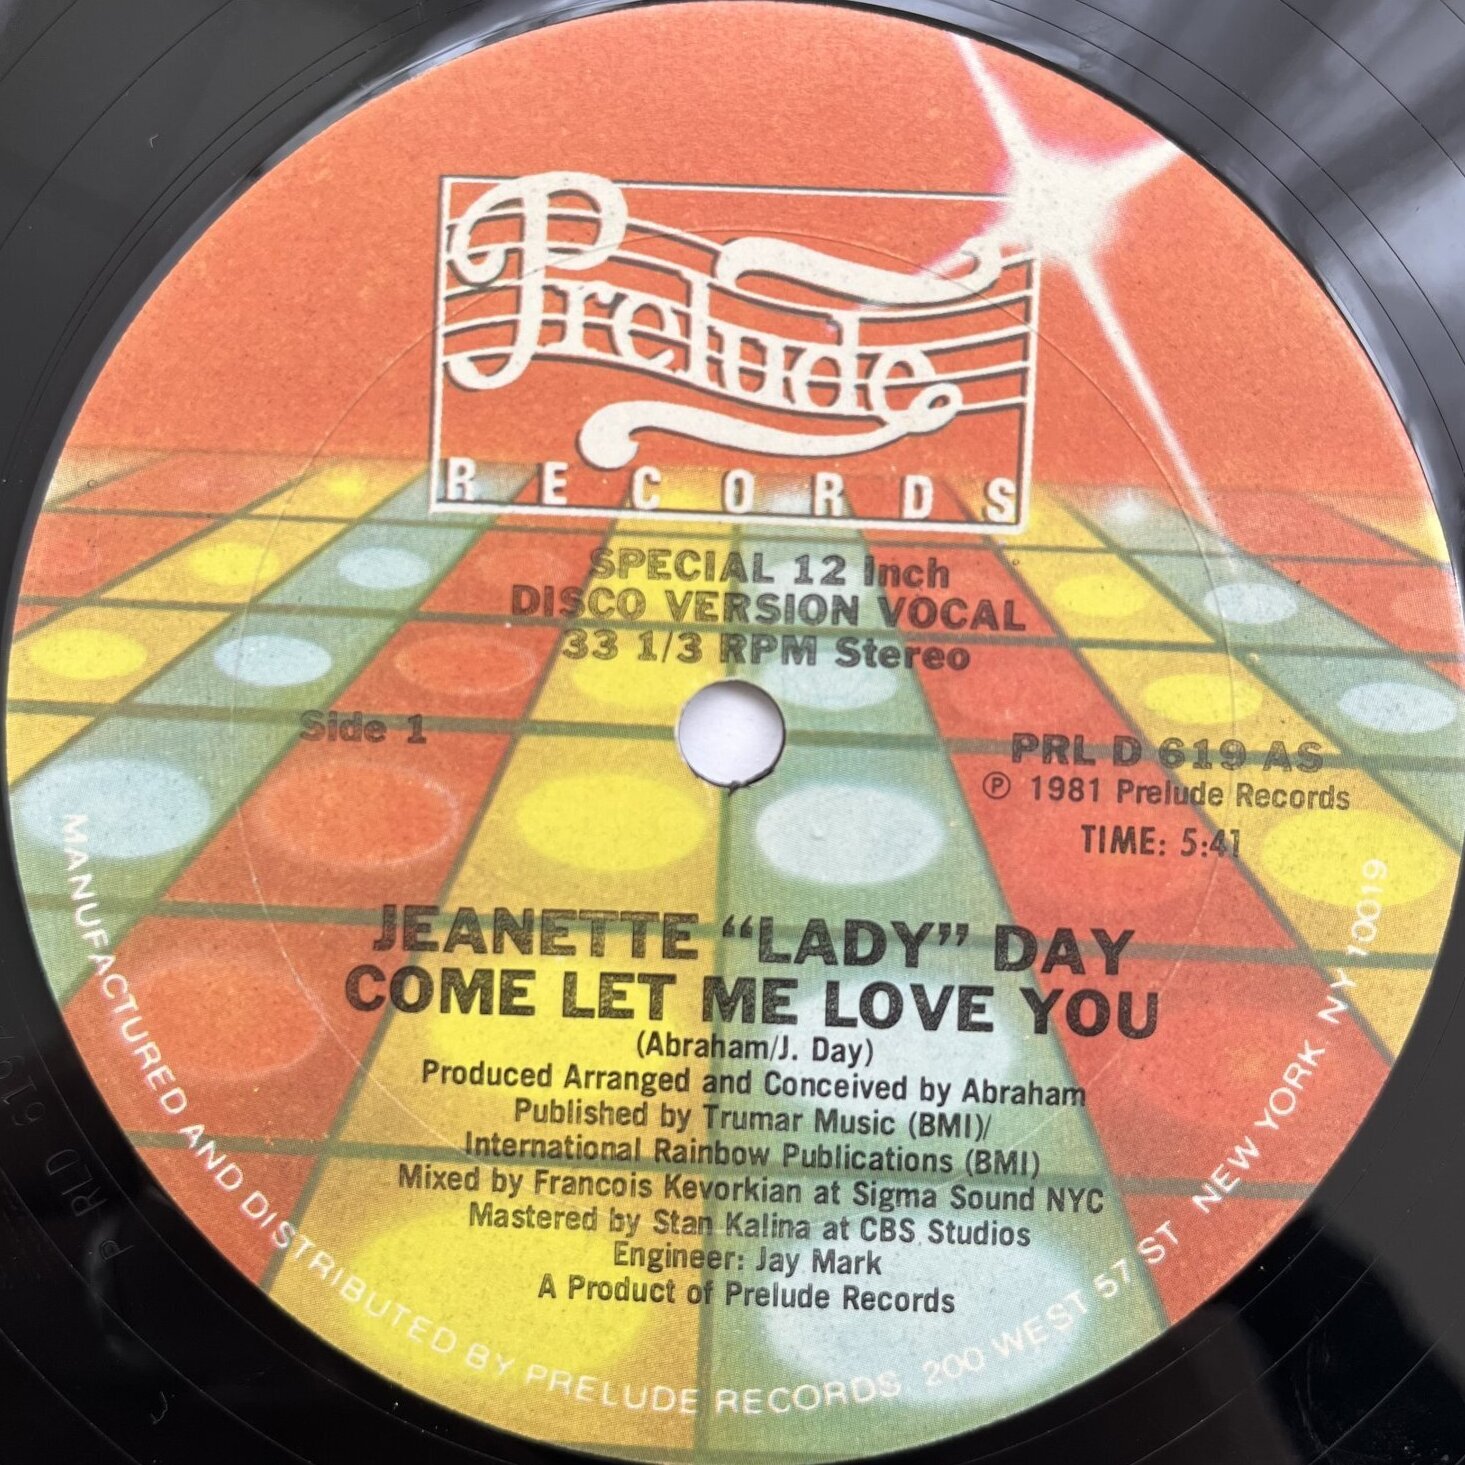 Prelude
RECORDS
SPECIAL 12 Inch
DISCO VERSION VOCAL
33 1/3 RPM Stereo
Side 1
PRL D 619 AS
℗ 1981 Prelude Records
TIME: 5:41
JEANETTE “LADY” DAY
COME LET ME LOVE YOU
(Abraham/J. Day)
Produced Arranged and Conceived by Abraham
Published by Trumar Music (BMI)/
International Rainbow Publications (BMI)
Mixed by Francois Kevorkian at Sigma Sound NYC
Mastered by Stan Kalina at CBS Studios
Engineer: Jay Mark
A Product of Prelude Records
MANUFACTURED AND DISTRIBUTED BY PRELUDE RECORDS, 200 WEST 57 ST NEW YORK, NY 10019